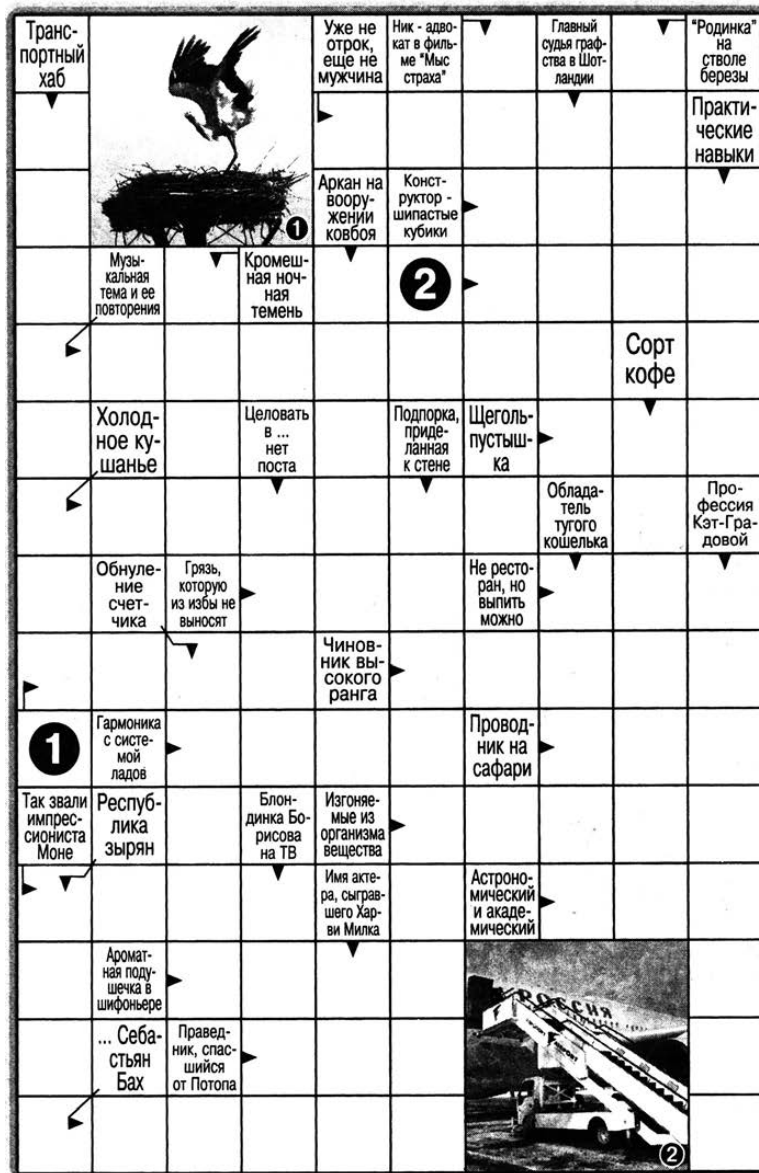 Транс-
портный
хаб
Уже не
отрок,
еще не
мужчина
Ник - адво-
кат в филь-
ме "Мыс
страха"
Главный
судья граф-
ства в Шот-
ландии
"Родинка"
на
стволе
березы
Практи-
ческие
навыки
1
Аркан на
воору-
жении
ковбоя
Конст-
руктор -
шипастые
кубики
Музы-
кальная
тема и ее
повторения
Кромеш-
ная ноч-
ная
темень
2
Сорт
кофе
Холод-
ное ку-
шанье
Целовать
в ...
нет
поста
Подпорка,
приде-
ланная
к стене
Щеголь-
пустыш-
ка
Облада-
тель
тугого
кошелька
Про-
фессия
Кэт-Гра-
довой
Обнуле-
ние
счет-
чика
Грязь,
которую
из избы не
выносят
Не ресто-
ран, но
выпить
можно
Чинов-
ник вы-
сокого
ранга
1
Гармоника
с систе-
мой
ладов
Провод-
ник на
сафари
Так звали
импрес-
сиониста
Моне
Респуб-
лика
зырян
Блон-
динка Бо-
рисова
на ТВ
Изгоняе-
мые из
организма
вещества
Имя акте-
ра, сыграв-
шего Хар-
ви Милка
Астроно-
мический
и акаде-
мический
Аромат-
ная поду-
шечка в
шифоньере
РОССИЯ
... Себа-
стьян
Бах
Правед-
ник, спас-
шийся
от Потопа
2